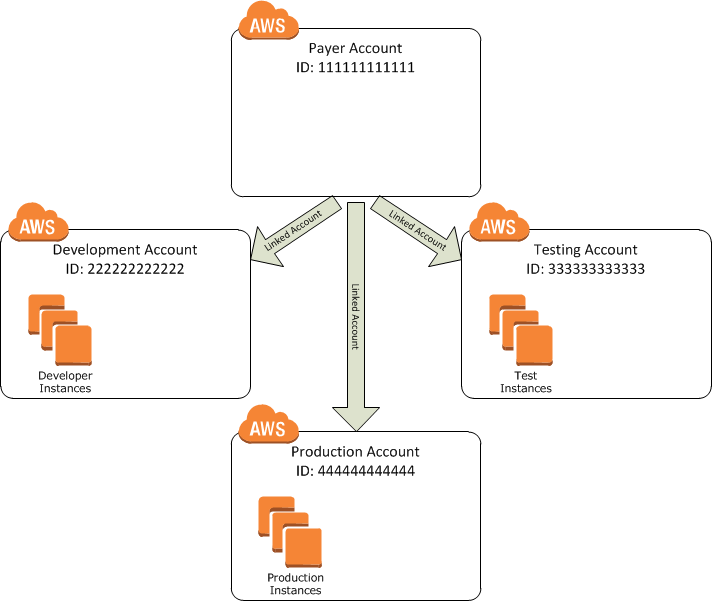 AWS
Payer Account
ID: 111111111111
Linked Account
Linked Account
Linked Account
AWS
Development Account
ID: 222222222222
Developer
Instances
AWS
Testing Account
ID: 333333333333
Test
Instances
AWS
Production Account
ID: 444444444444
Production
Instances